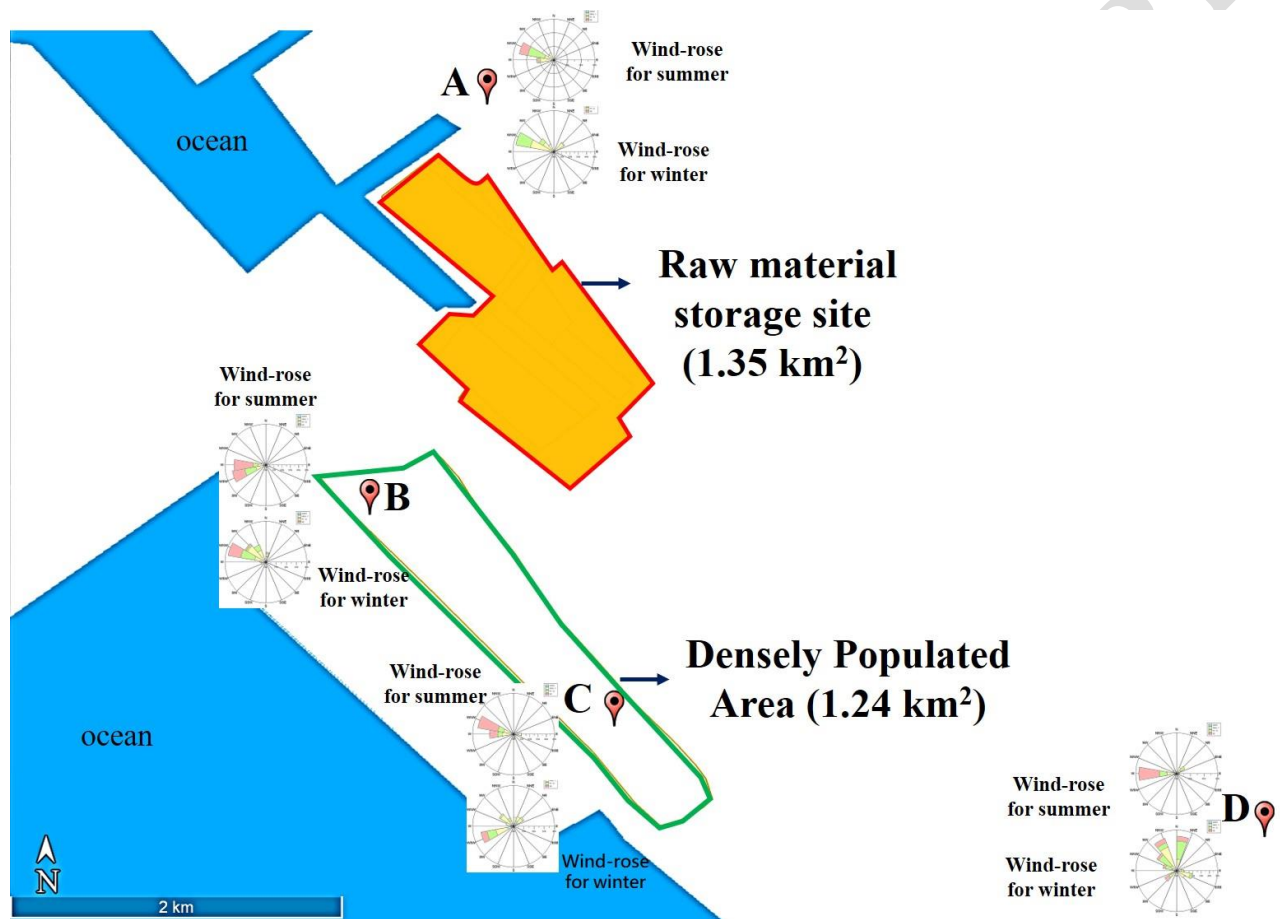 Wind-rose
for summer
A
ocean
Wind-rose
for winter
Raw material
storage site
(1.35 km²)
Wind-rose
for summer
B
Wind-rose
for winter
Densely Populated
Area (1.24 km²)
Wind-rose
for summer
C
ocean
Wind-rose
for summer
D
Wind-rose
for winter
Wind-rose
for winter
N
2 km